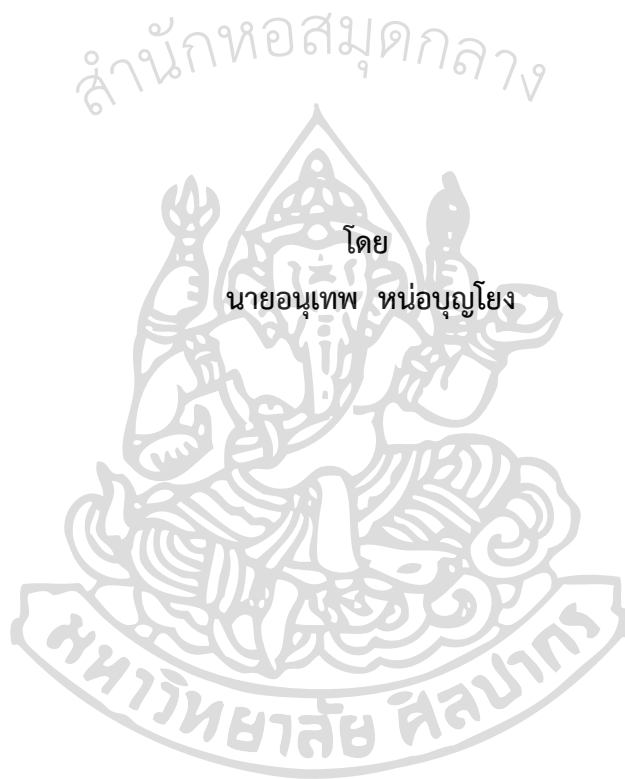 สำนักหอสมุดกลาง
โดย
นายอนุเทพ หน่อบุญโยง
มหาวิทยาลัย ศิลปากร